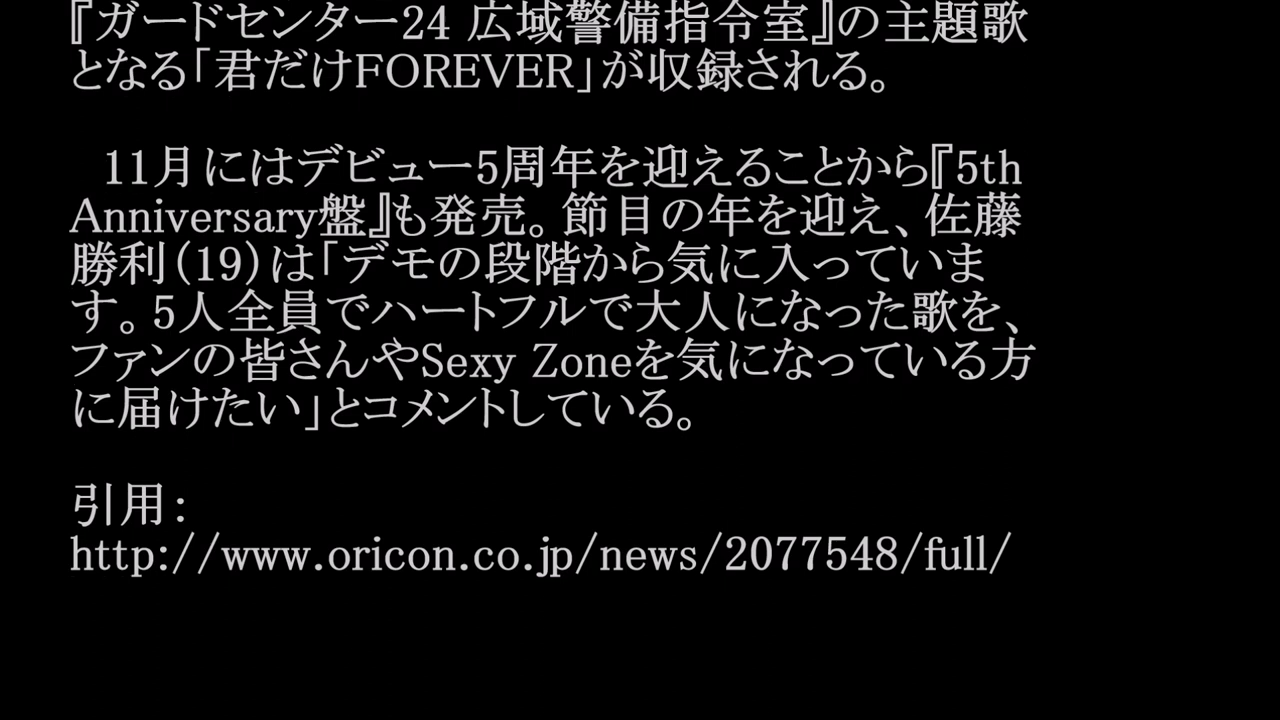 『ガードセンター24 広域警備指令室』の主題歌
となる「君だけFOREVER」が収録される。
11月にはデビュー5周年を迎えることから『5th
Anniversary盤』も発売。節目の年を迎え、佐藤
勝利(19)は「デモの段階から気に入っていま
す。5人全員でハートフルで大人になった歌を、
ファンの皆さんやSexy Zoneを気になっている方
に届けたい」とコメントしている。
引用:
http://www.oricon.co.jp/news/2077548/full/